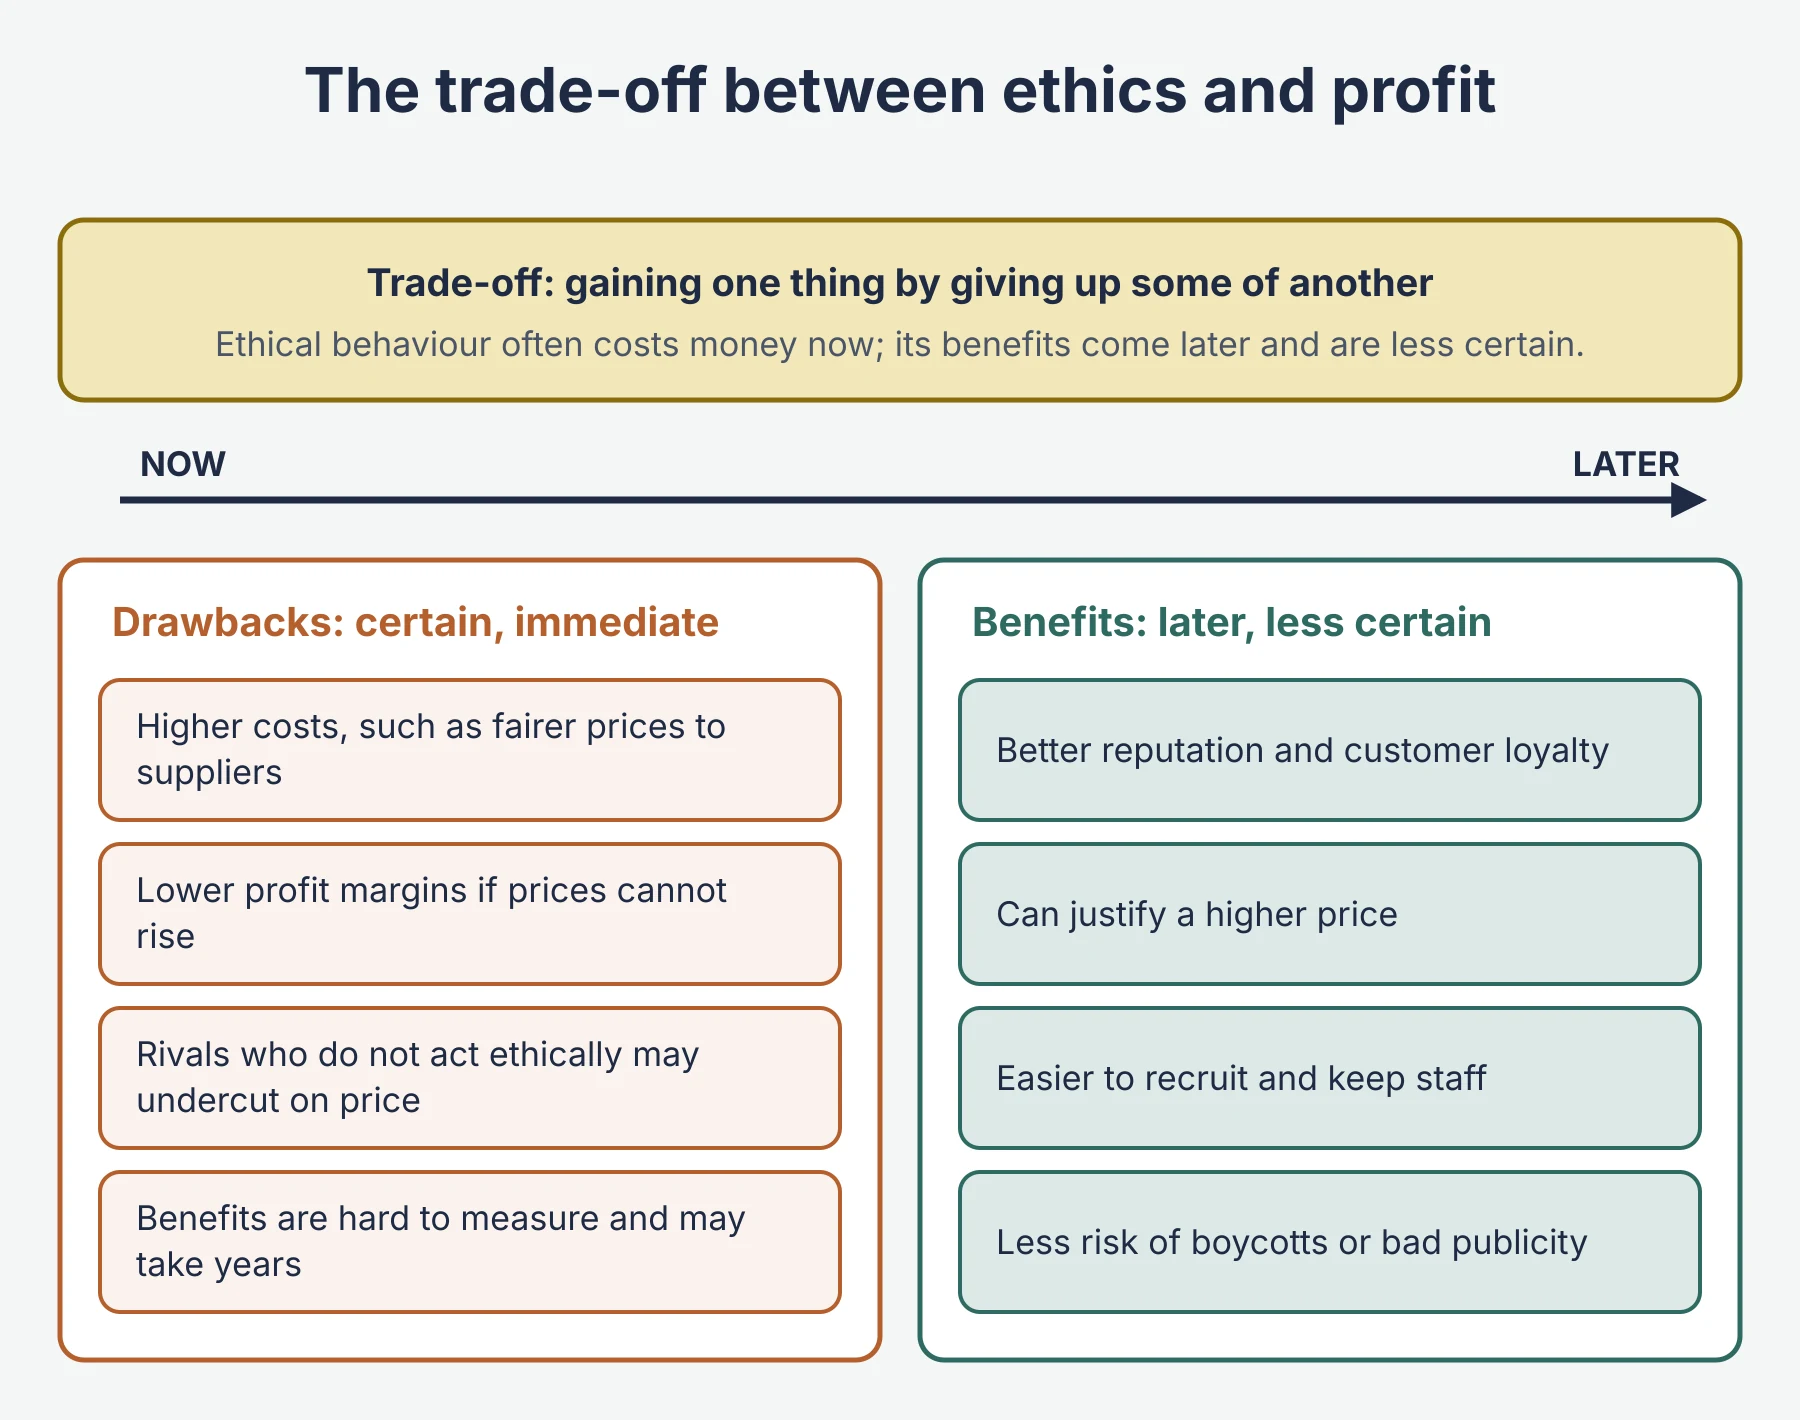 The trade-off between ethics and profit
Trade-off: gaining one thing by giving up some of another
Ethical behaviour often costs money now; its benefits come later and are less certain.
NOW
LATER
Drawbacks: certain, immediate
Higher costs, such as fairer prices to
suppliers
Lower profit margins if prices cannot
rise
Rivals who do not act ethically may
undercut on price
Benefits are hard to measure and may
take years
Benefits: later, less certain
Better reputation and customer loyalty
Can justify a higher price
Easier to recruit and keep staff
Less risk of boycotts or bad publicity